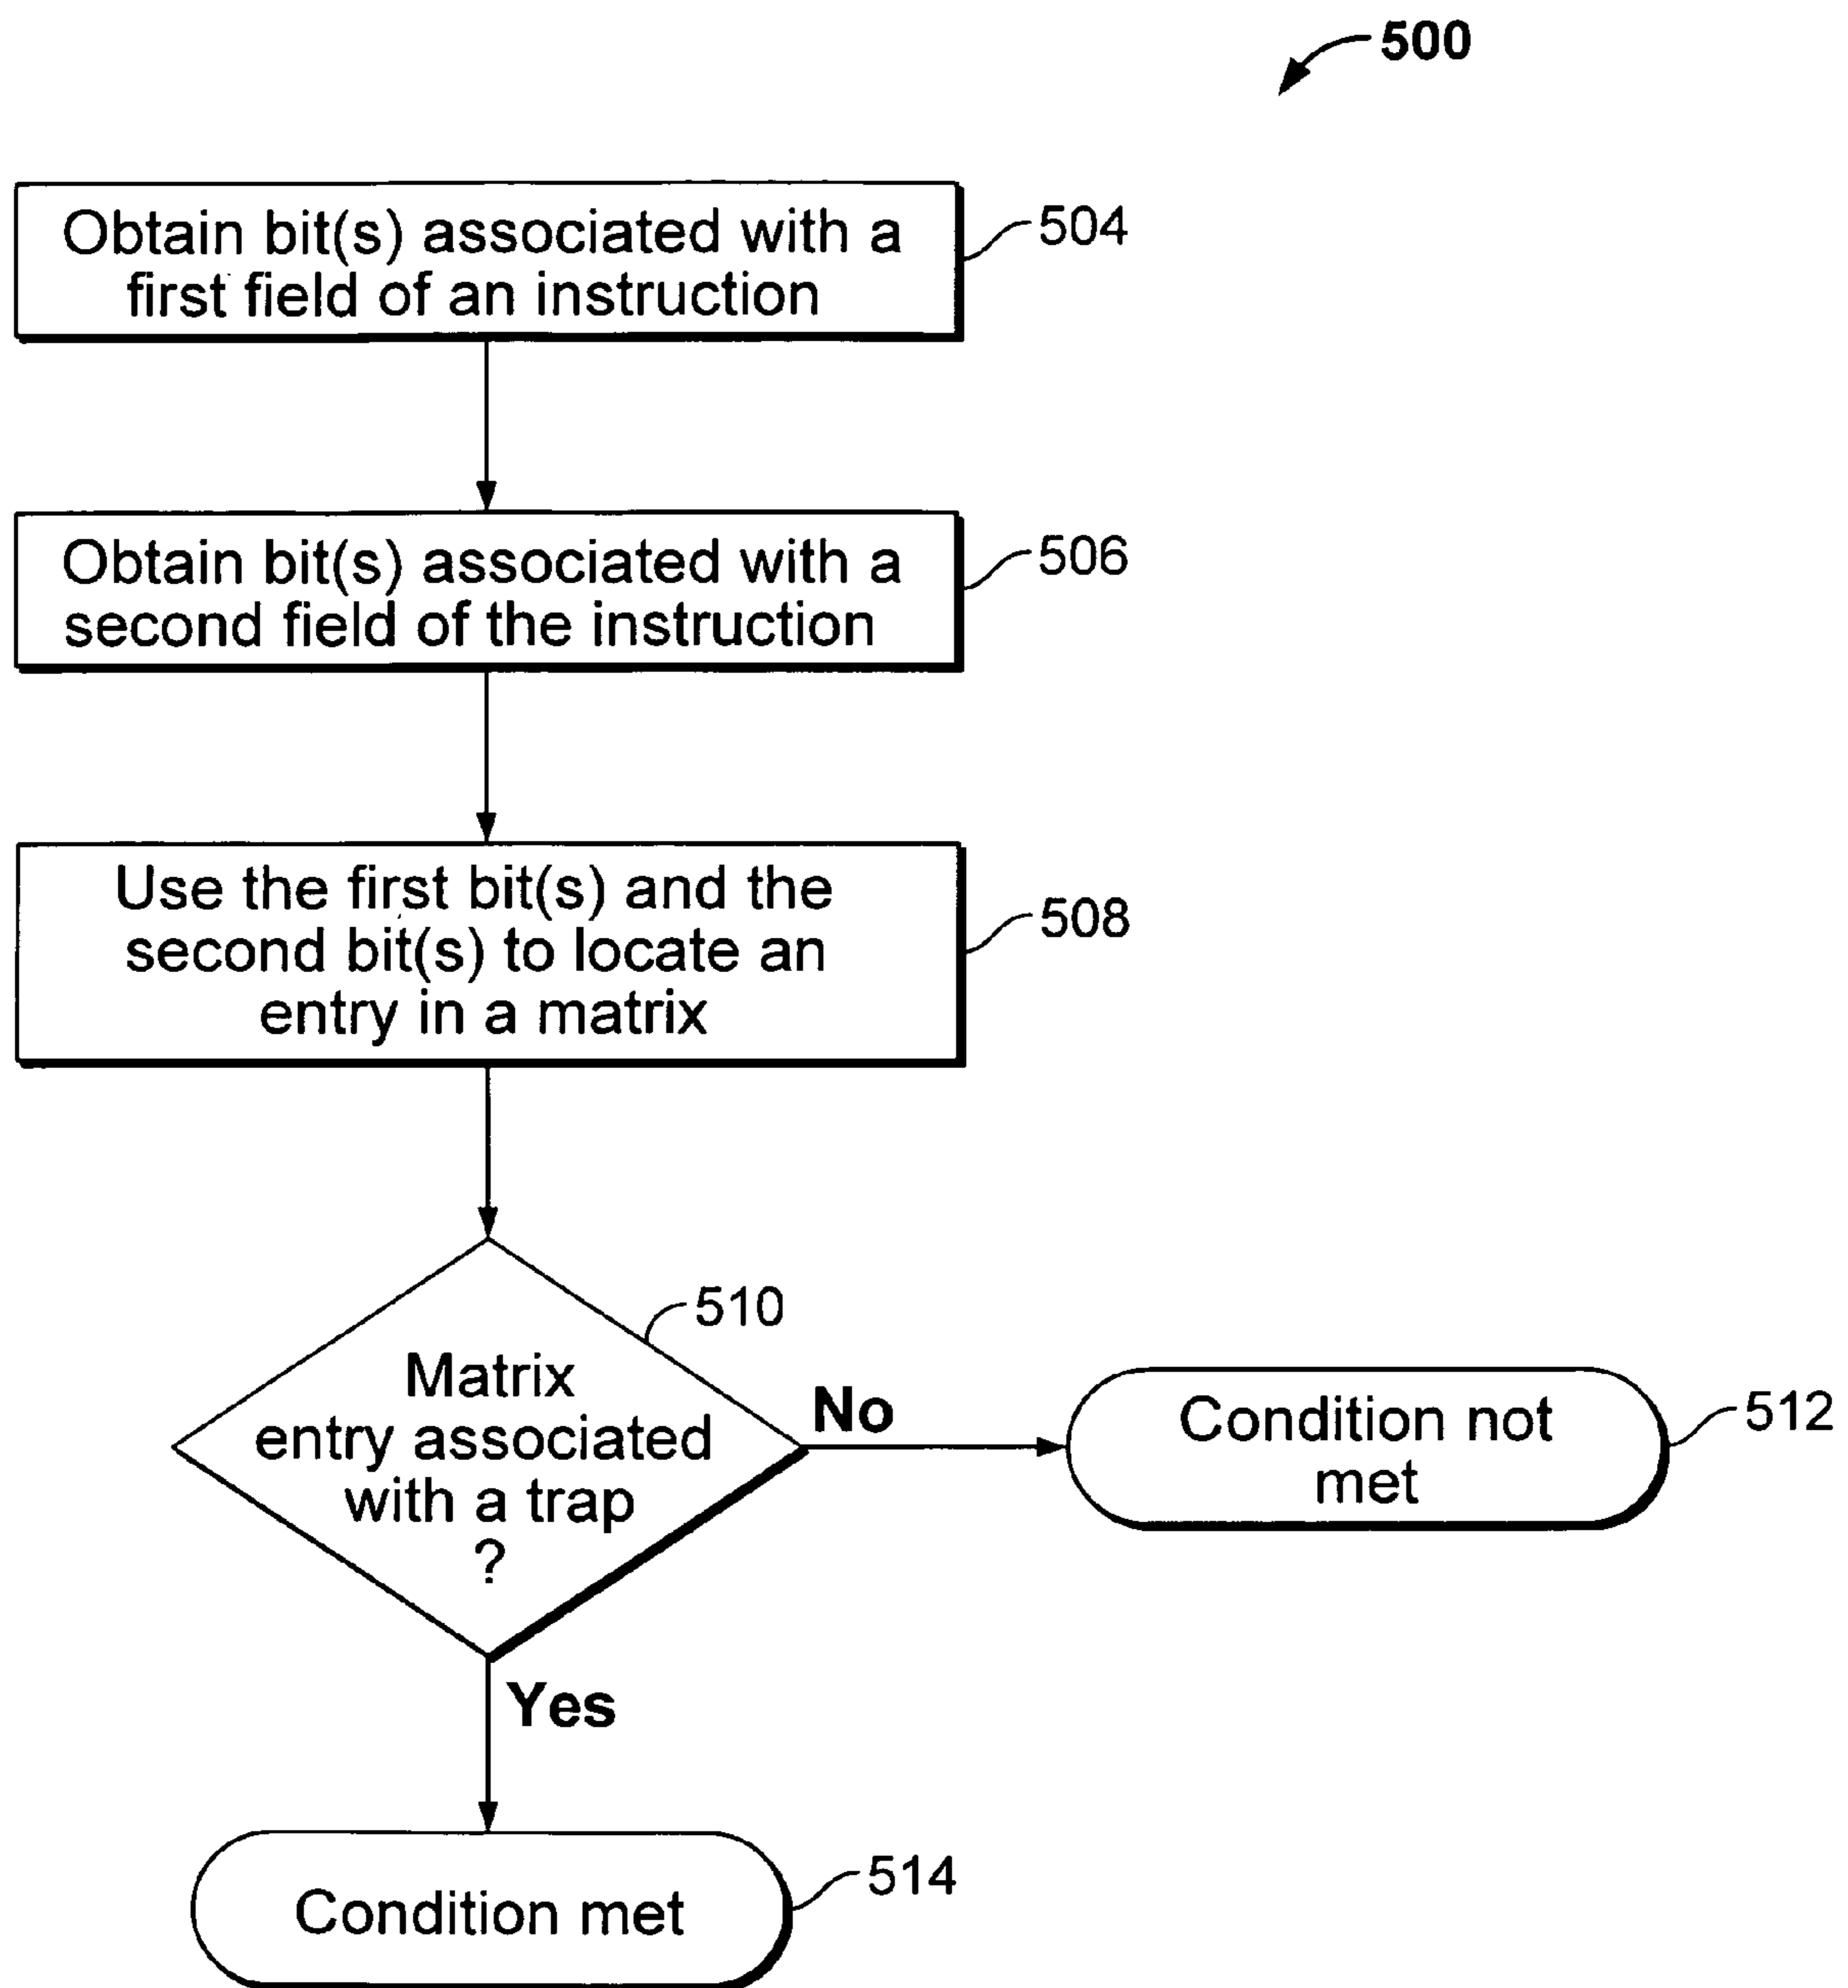 500
Obtain bit(s) associated with a
first field of an instruction
504
Obtain bit(s) associated with a
second field of the instruction
506
Use the first bit(s) and the
second bit(s) to locate an
entry in a matrix
508
510
Matrix
entry associated
with a trap
?
No
Condition not
met
512
Yes
Condition met
514